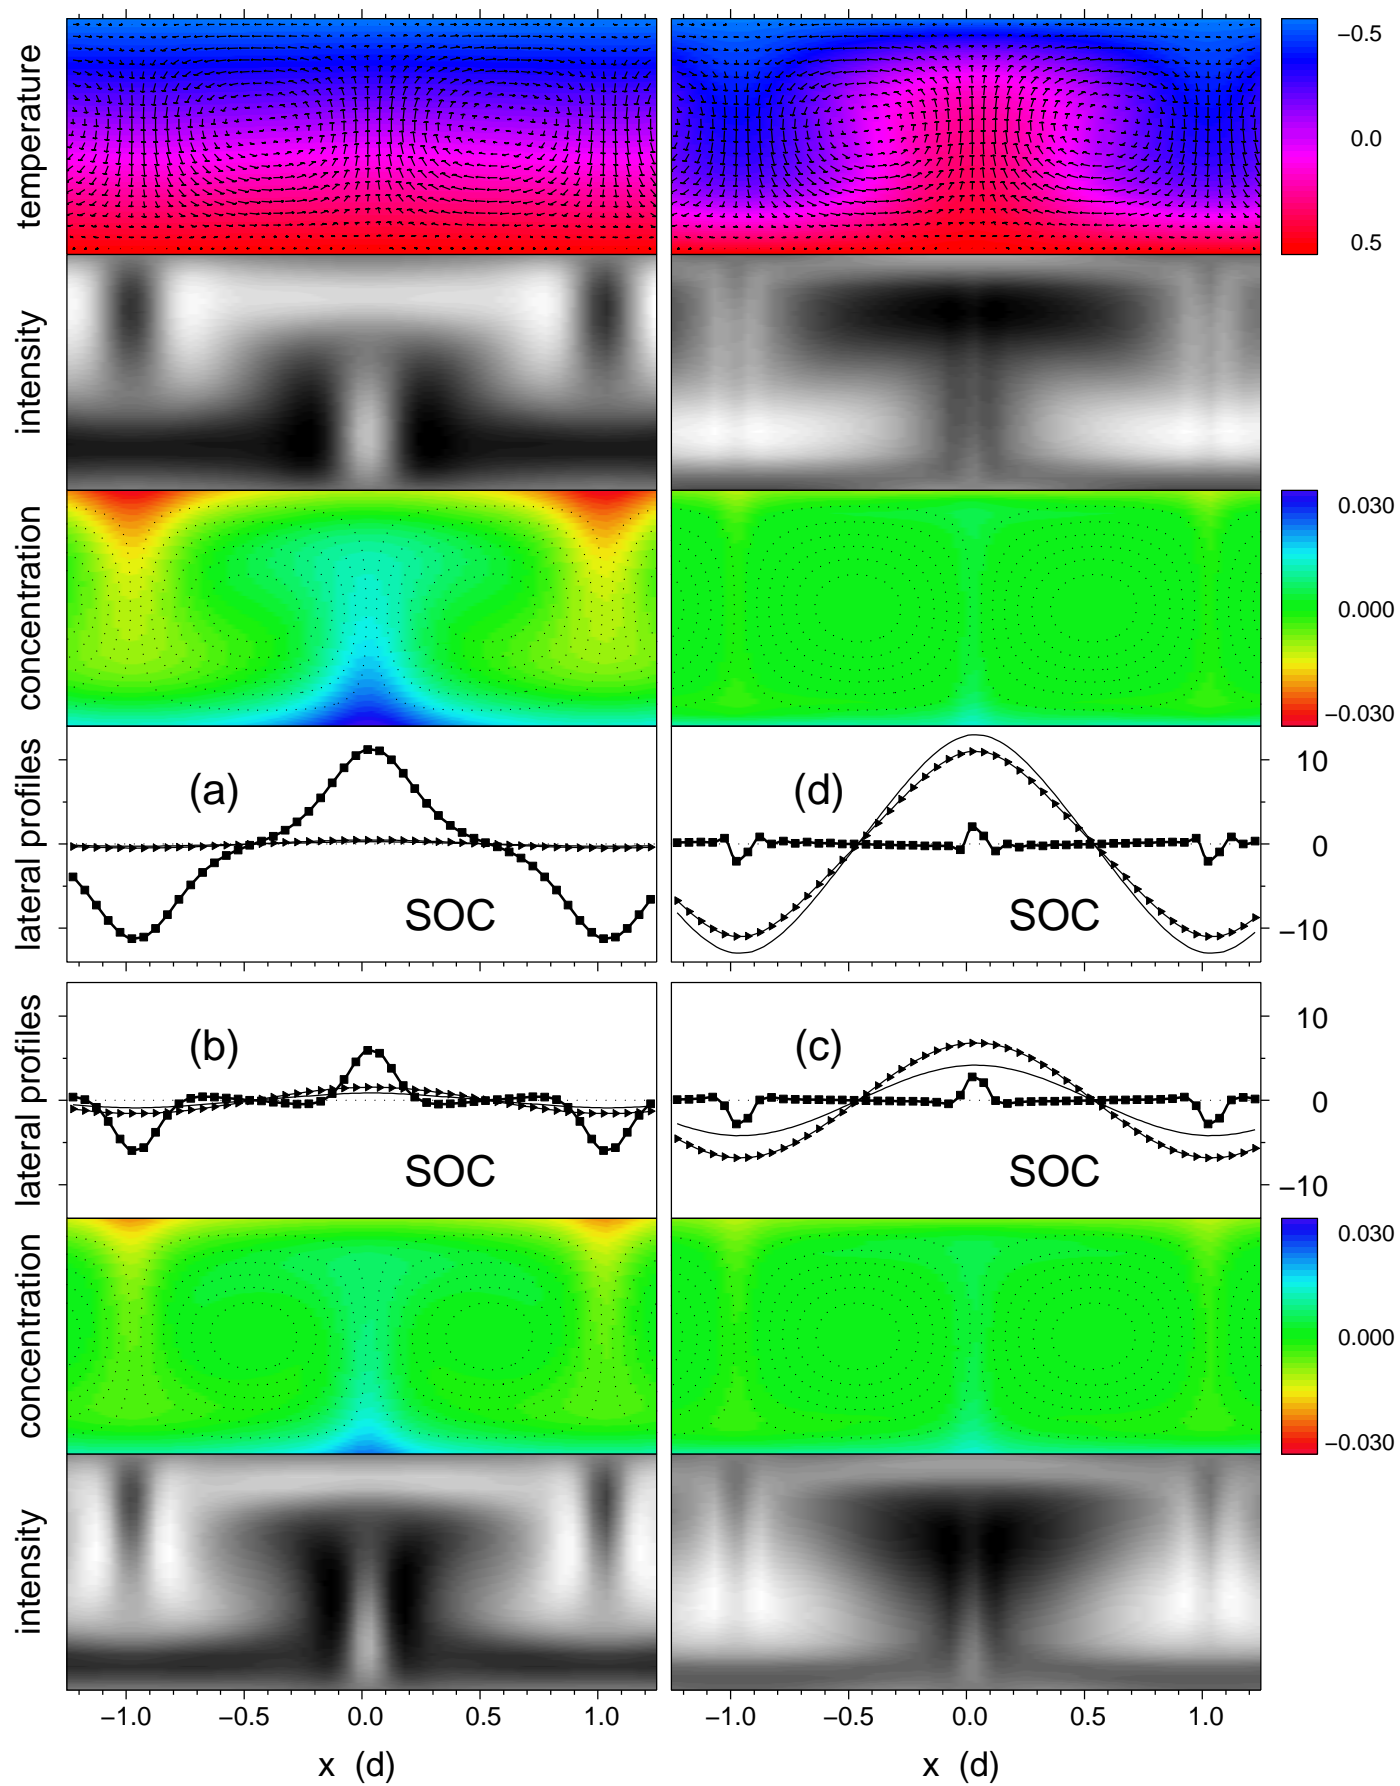 temperature
−0.5
0.0
0.5
intensity
concentration
0.030
0.000
−0.030
lateral profiles
(a)
SOC
(d)
SOC
10
0
−10
lateral profiles
(b)
SOC
(c)
SOC
10
0
−10
concentration
0.030
0.000
−0.030
intensity
−1.0 −0.5 0.0 0.5 1.0
−1.0 −0.5 0.0 0.5 1.0
x (d)
x (d)